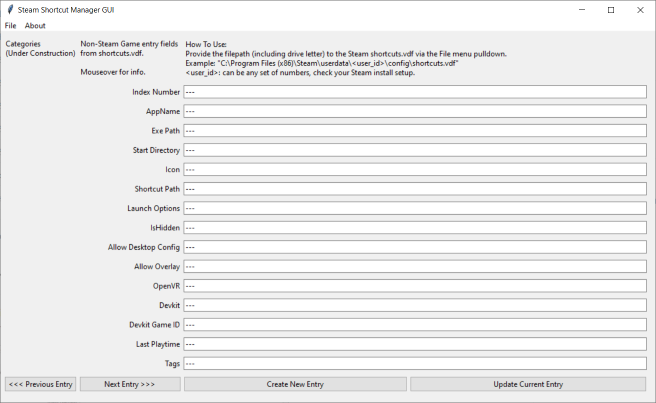 Steam Shortcut Manager GUI
File About
Categories
(Under Construction)
Non-Steam Game entry fields
from shortcuts.vdf.
Mouseover for info.
How To Use:
Provide the filepath (including drive letter) to the Steam shortcuts.vdf via the File menu pulldown.
Example: "C:\Program Files (x86)\Steam\userdata\<user_id>\config\shortcuts.vdf"
<user_id>: can be any set of numbers, check your Steam install setup.
Index Number ---
AppName ---
Exe Path ---
Start Directory ---
Icon ---
Shortcut Path ---
Launch Options ---
IsHidden ---
Allow Desktop Config ---
Allow Overlay ---
OpenVR ---
Devkit ---
Devkit Game ID ---
Last Playtime ---
Tags ---
<<< Previous Entry Next Entry >>> Create New Entry Update Current Entry